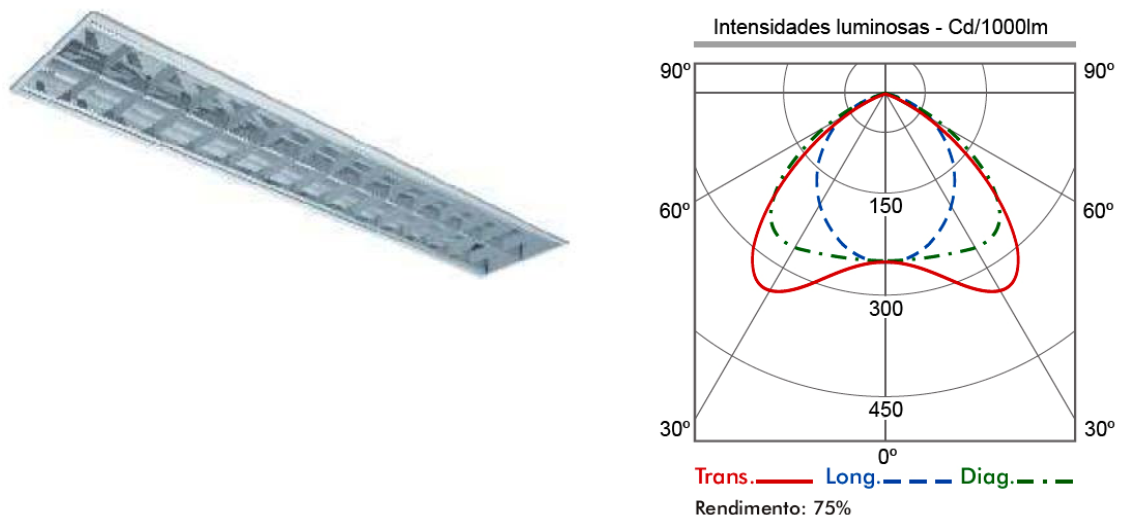 Intensidades luminosas - Cd/1000lm
90º 90º
150
60º 60º
300
450
30º 30º
0º
Trans. Long. Diag.
Rendimento: 75%